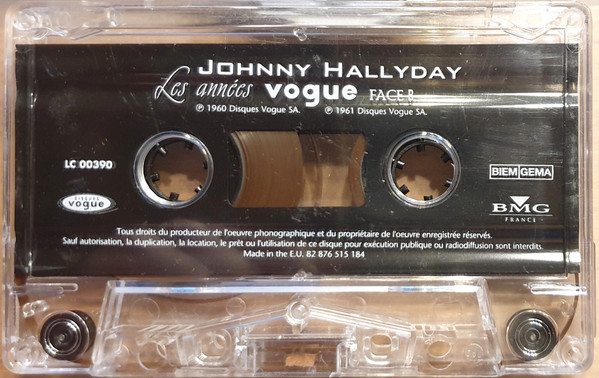 JOHNNY HALLYDAY
Les années vogue FACE B
℗ 1960 Disques Vogue SA. ℗ 1961 Disques Vogue SA.
LC 00390
BIEM GEMA
DISQUES
vogue
BMG
FRANCE
Tous droits du producteur de l'oeuvre phonographique et du propriétaire de l'oeuvre enregistrée réservés.
Sauf autorisation, la duplication, la location, le prêt ou l'utilisation de ce disque pour exécution publique ou radiodiffusion sont interdits.
Made in the E.U. 82 876 515 184